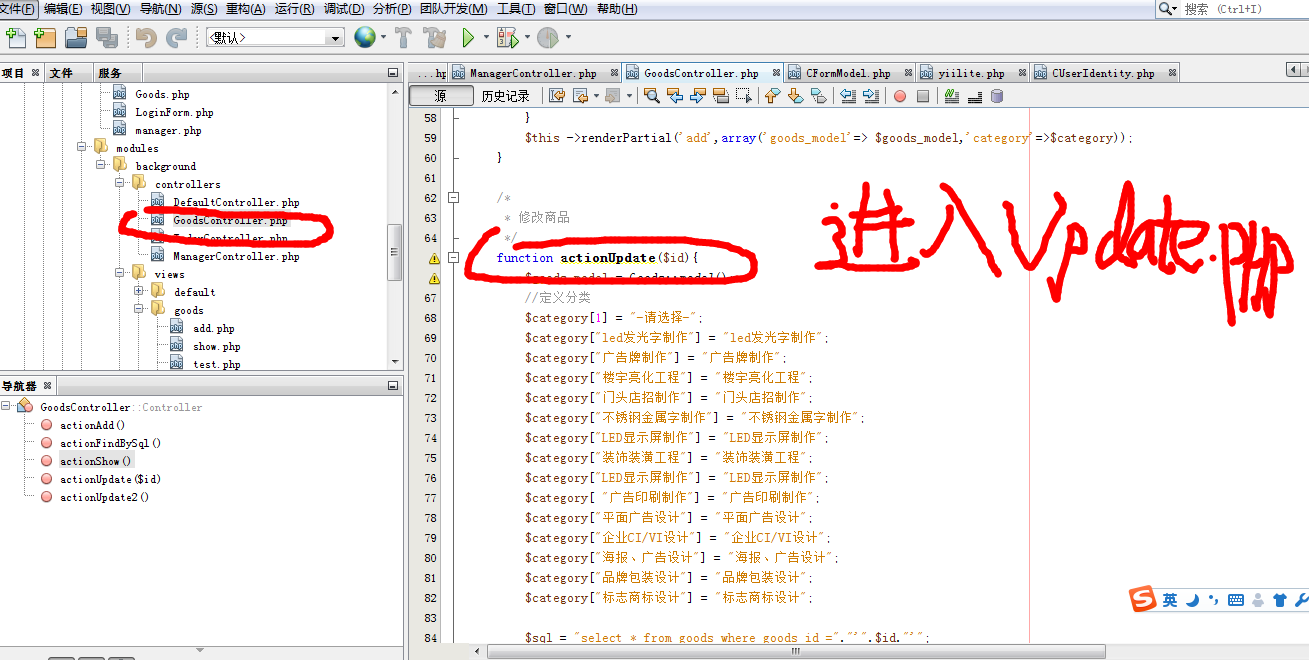 文件(F) 编辑(E) 视图(V) 导航(N) 源(S) 重构(A) 运行(R) 调试(D) 分析(P) 团队开发(M) 工具(T) 窗口(W) 帮助(H)
搜索 (Ctrl+I)
<默认>
项目 文件 服务
Goods.php
LoginForm.php
manager.php
modules
background
controllers
DefaultController.php
GoodsController.php
IndexController.php
ManagerController.php
views
default
goods
add.php
show.php
test.php
导航器
GoodsController::Controller
actionAdd()
actionFindBySql()
actionShow()
actionUpdate($id)
actionUpdate2()
...hp ManagerController.php GoodsController.php CFormModel.php yiilite.php CUserIdentity.php
源 历史记录
58 }
59 $this ->renderPartial('add',array('goods_model'=> $goods_model,'category'=>$category));
60 }
61
62 /*
63 * 修改商品
64 */
function actionUpdate($id){
$goods_model = Goods::model()
67 //定义分类
68 $category[1] = "-请选择-";
69 $category["led发光字制作"] = "led发光字制作";
70 $category["广告牌制作"] = "广告牌制作";
71 $category["楼宇亮化工程"] = "楼宇亮化工程";
72 $category["门头店招制作"] = "门头店招制作";
73 $category["不锈钢金属字制作"] = "不锈钢金属字制作";
74 $category["LED显示屏制作"] = "LED显示屏制作";
75 $category["装饰装潢工程"] = "装饰装潢工程";
76 $category["LED显示屏制作"] = "LED显示屏制作";
77 $category[ "广告印刷制作"] = "广告印刷制作";
78 $category["平面广告设计"] = "平面广告设计";
79 $category["企业CI/VI设计"] = "企业CI/VI设计";
80 $category["海报、广告设计"] = "海报、广告设计";
81 $category["品牌包装设计"] = "品牌包装设计";
82 $category["标志商标设计"] = "标志商标设计";
83
84 $sql = "select * from goods where goods_id ="."'".$id."'";
进入Update.php
英